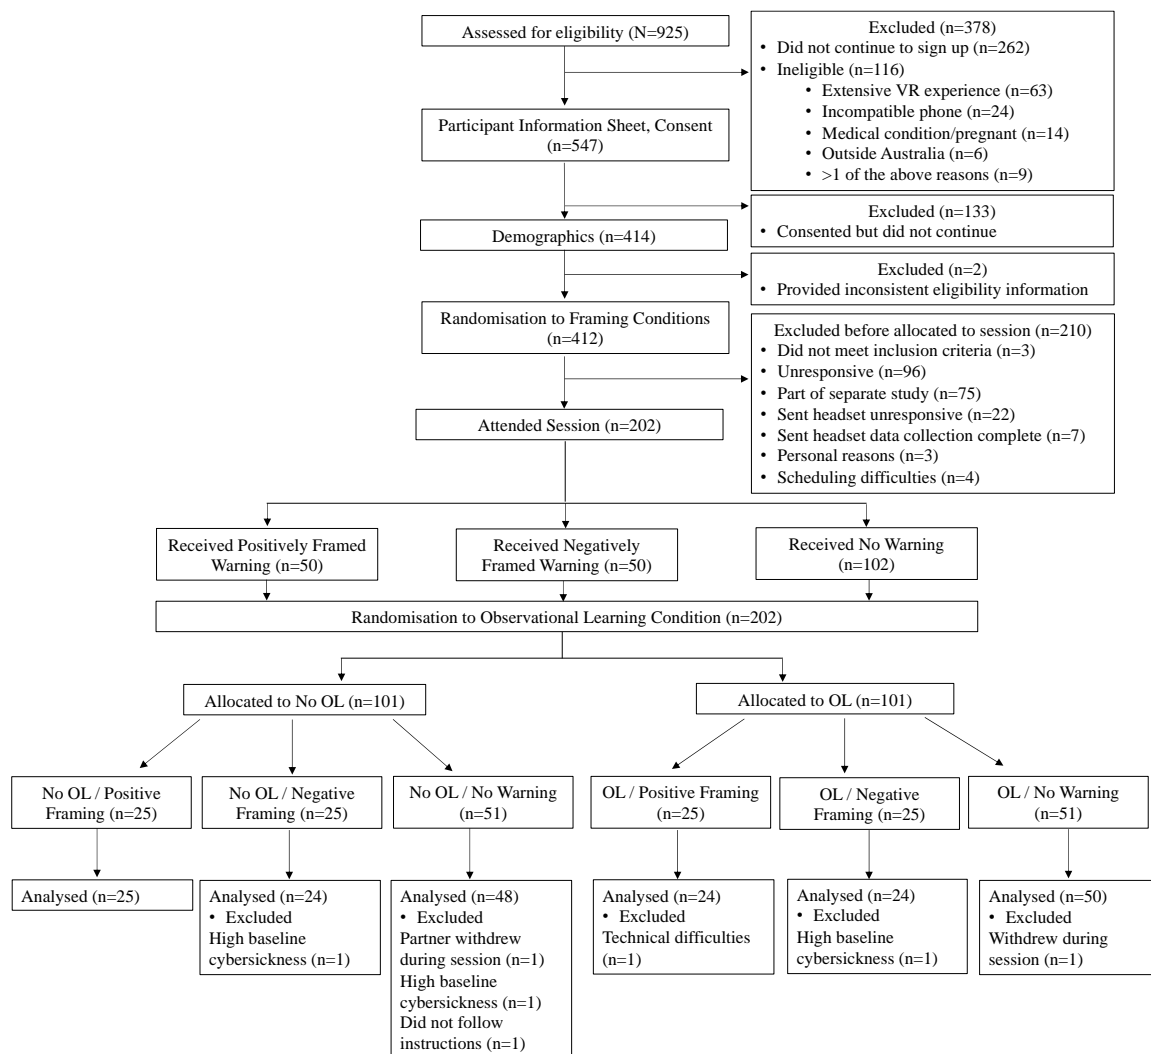 Assessed for eligibility (N=925)
Excluded (n=378)
• Did not continue to sign up (n=262)
• Ineligible (n=116)
• Extensive VR experience (n=63)
• Incompatible phone (n=24)
• Medical condition/pregnant (n=14)
• Outside Australia (n=6)
• >1 of the above reasons (n=9)
Participant Information Sheet, Consent
(n=547)
Excluded (n=133)
• Consented but did not continue
Demographics (n=414)
Excluded (n=2)
• Provided inconsistent eligibility information
Randomisation to Framing Conditions
(n=412)
Excluded before allocated to session (n=210)
• Did not meet inclusion criteria (n=3)
• Unresponsive (n=96)
• Part of separate study (n=75)
• Sent headset unresponsive (n=22)
• Sent headset data collection complete (n=7)
• Personal reasons (n=3)
• Scheduling difficulties (n=4)
Attended Session (n=202)
Received Positively Framed
Warning (n=50)
Received Negatively
Framed Warning (n=50)
Received No Warning
(n=102)
Randomisation to Observational Learning Condition (n=202)
Allocated to No OL (n=101)
Allocated to OL (n=101)
No OL / Positive
Framing (n=25)
No OL / Negative
Framing (n=25)
No OL / No Warning
(n=51)
OL / Positive Framing
(n=25)
OL / Negative
Framing (n=25)
OL / No Warning
(n=51)
Analysed (n=25)
Analysed (n=24)
• Excluded
High baseline
cybersickness (n=1)
Analysed (n=48)
• Excluded
Partner withdrew
during session (n=1)
High baseline
cybersickness (n=1)
Did not follow
instructions (n=1)
Analysed (n=24)
• Excluded
Technical difficulties
(n=1)
Analysed (n=24)
• Excluded
High baseline
cybersickness (n=1)
Analysed (n=50)
• Excluded
Withdrew during
session (n=1)